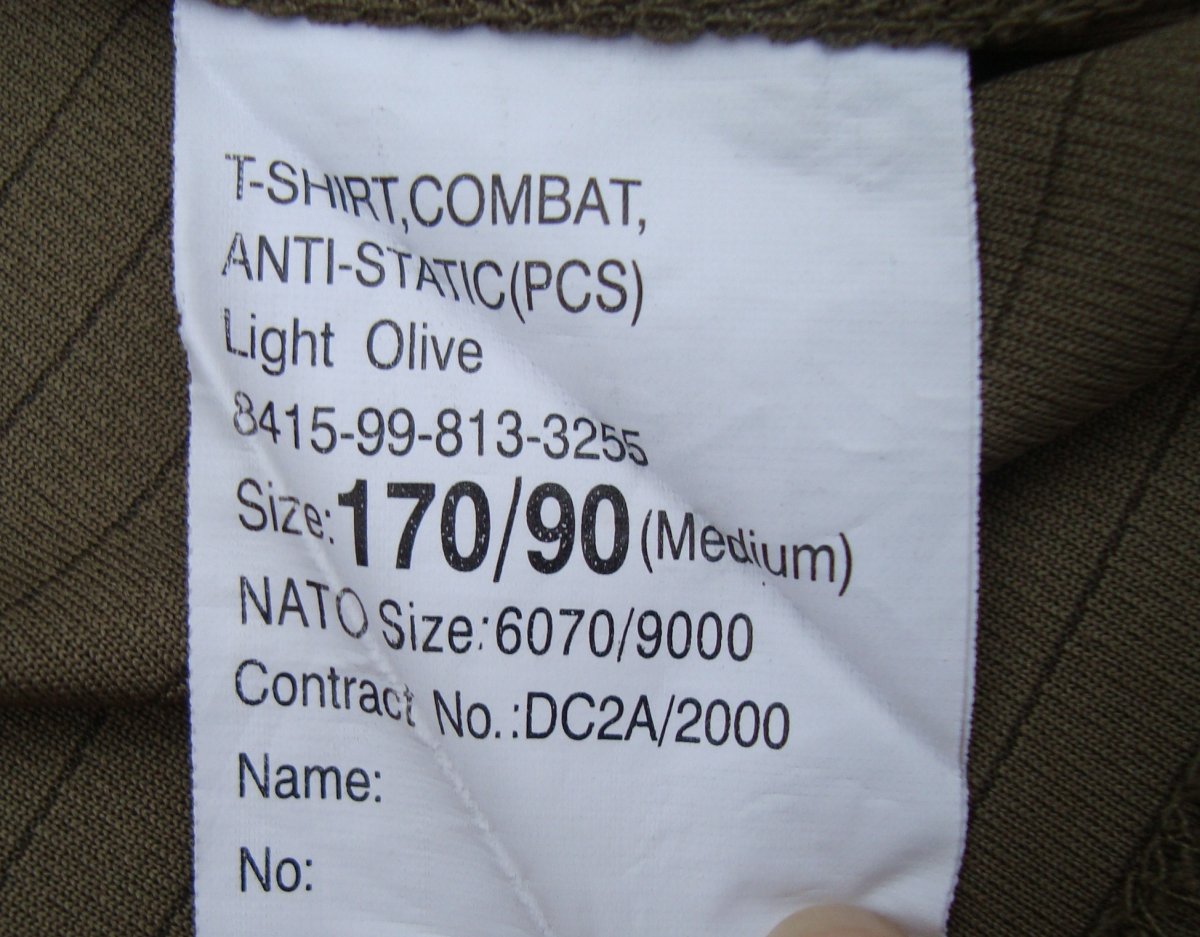 T-SHIRT,COMBAT,
ANTI-STATIC(PCS)
Light Olive
8415-99-813-3255
Size:170/90(Medium)
NATO Size:6070/9000
Contract No.:DC2A/2000
Name:
No: